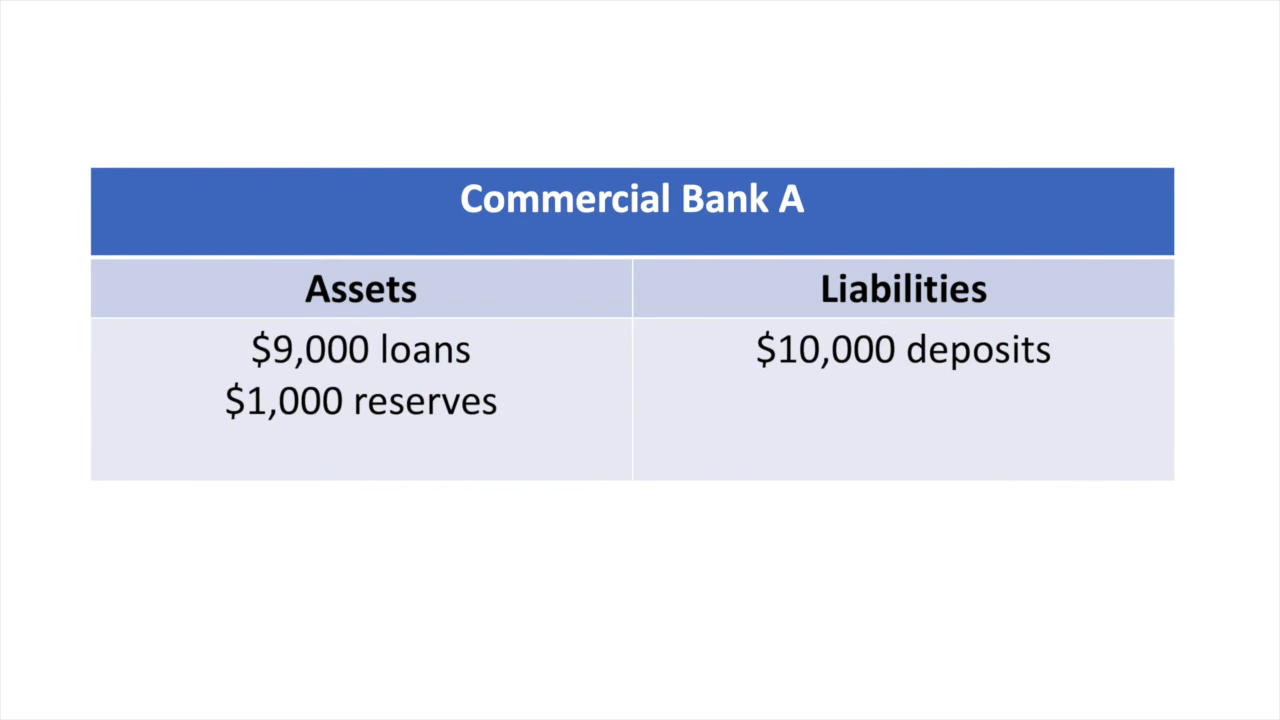 Commercial Bank A
Assets
Liabilities
$9,000 loans
$10,000 deposits
$1,000 reserves